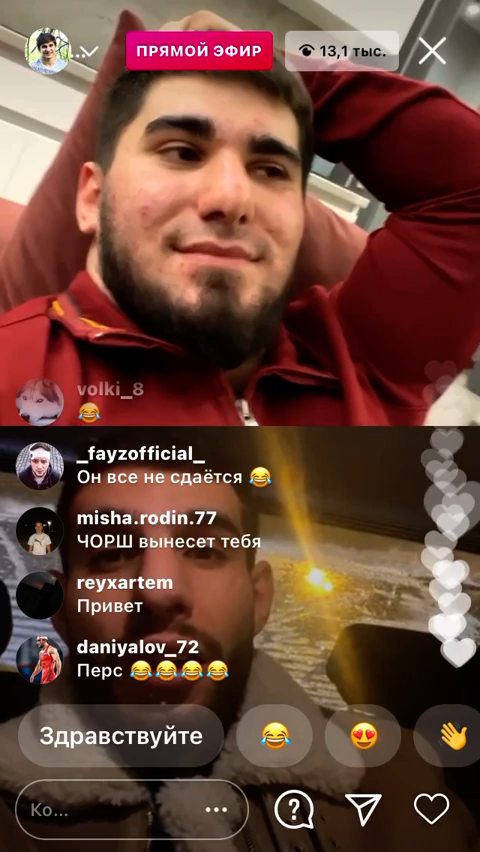 ...
ПРЯМОЙ ЭФИР
13,1 тыс.
volki_8
😂
_fayzofficial_
Он все не сдаётся 😂
misha.rodin.77
ЧОРШ вынесет тебя
reyxartem
Привет
daniyalov_72
Перс 😂😂😂😂
Здравствуйте
😂
😍
👋
Ко...